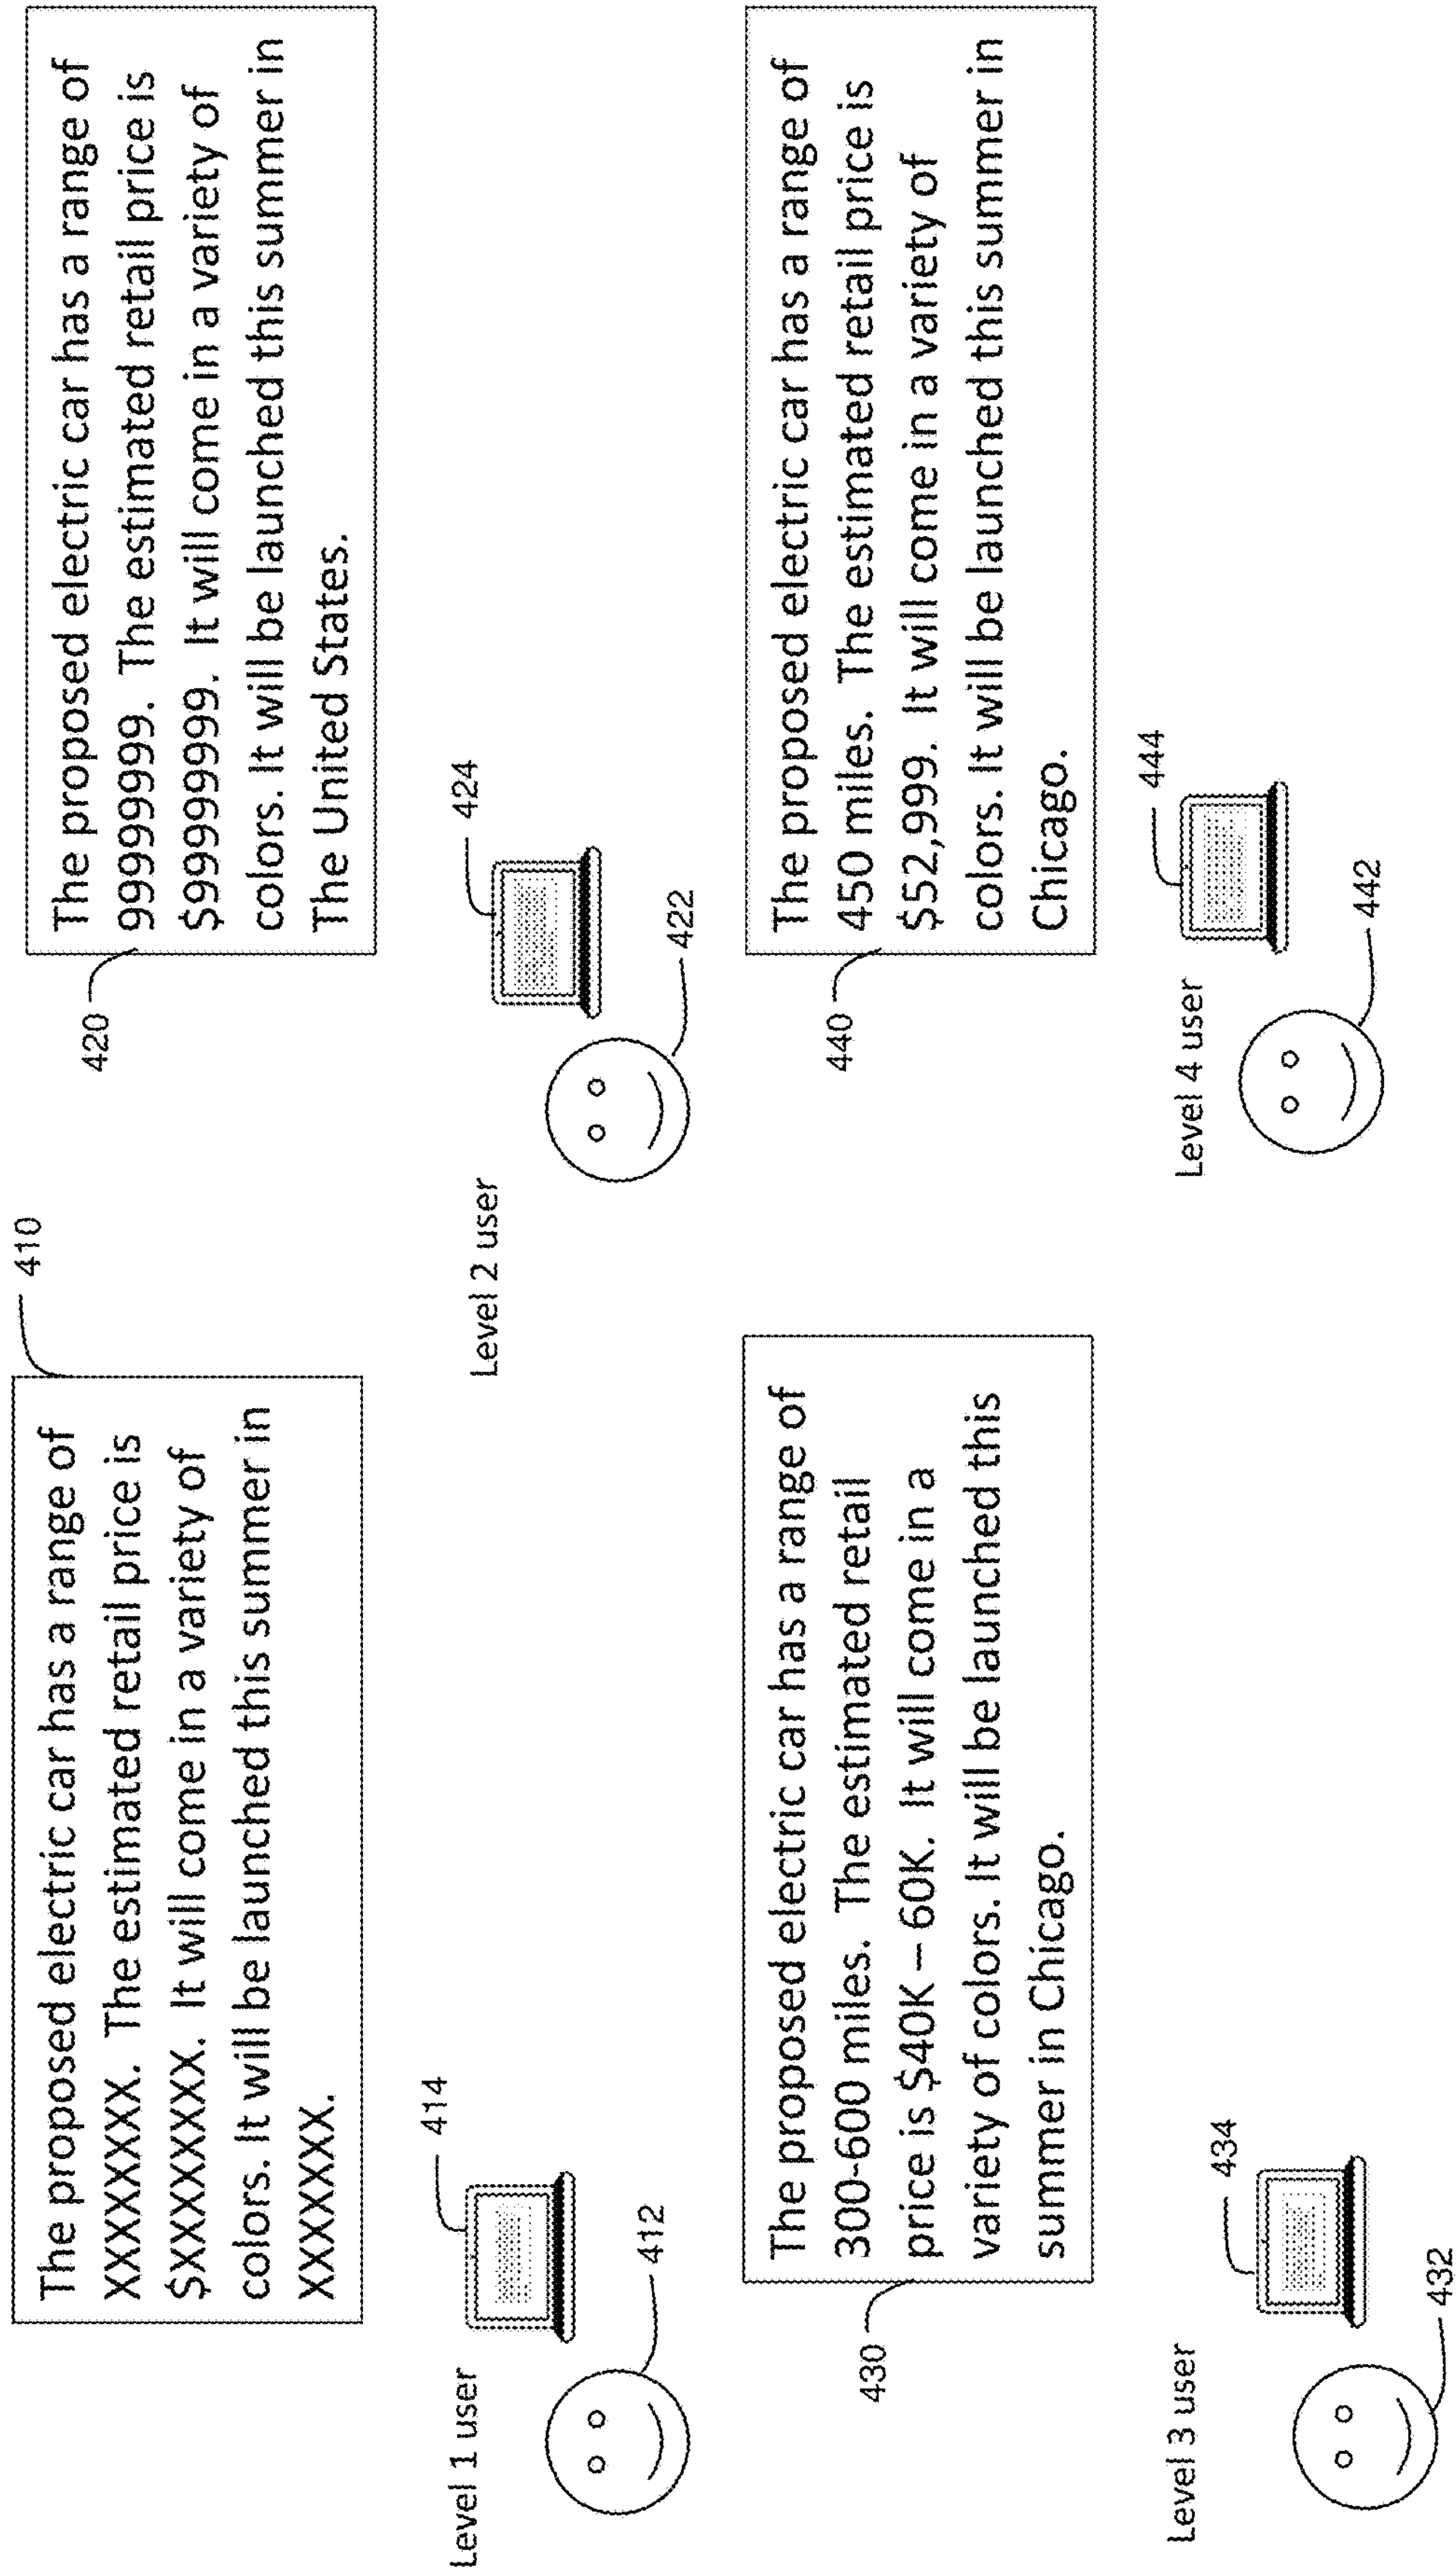 410
The proposed electric car has a range of
XXXXXXXX. The estimated retail price is
$XXXXXXX. It will come in a variety of
colors. It will be launched this summer in
XXXXXXX.
Level 1 user
414
412
420
The proposed electric car has a range of
99999999. The estimated retail price is
$9999999. It will come in a variety of
colors. It will be launched this summer in
The United States.
Level 2 user
424
422
430
The proposed electric car has a range of
300-600 miles. The estimated retail
price is $40K – 60K. It will come in a
variety of colors. It will be launched this
summer in Chicago.
Level 3 user
434
432
440
The proposed electric car has a range of
450 miles. The estimated retail price is
$52,999. It will come in a variety of
colors. It will be launched this summer in
Chicago.
Level 4 user
444
442